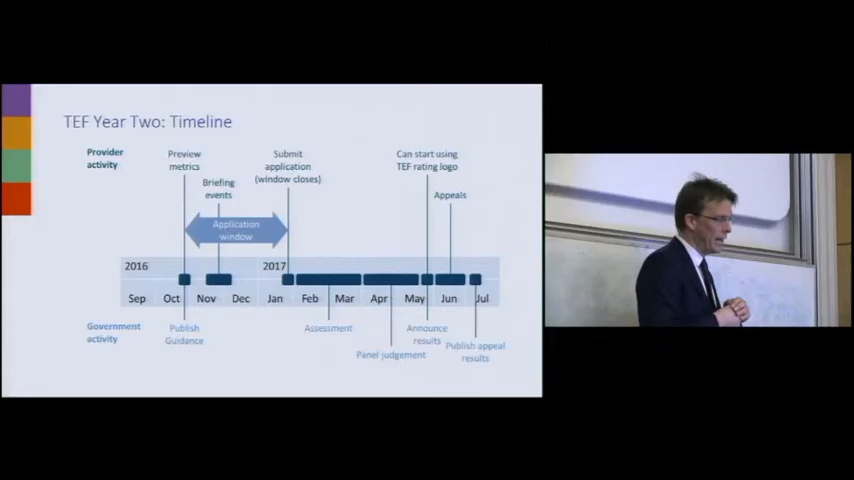 TEF Year Two: Timeline
Provider
activity
Preview
metrics
Briefing
events
Submit
application
(window closes)
Can start using
TEF rating logo
Appeals
Application
window
2016
2017
Sep
Oct
Nov
Dec
Jan
Feb
Mar
Apr
May
Jun
Jul
Government
activity
Publish
Guidance
Assessment
Panel judgement
Announce
results
Publish appeal
results